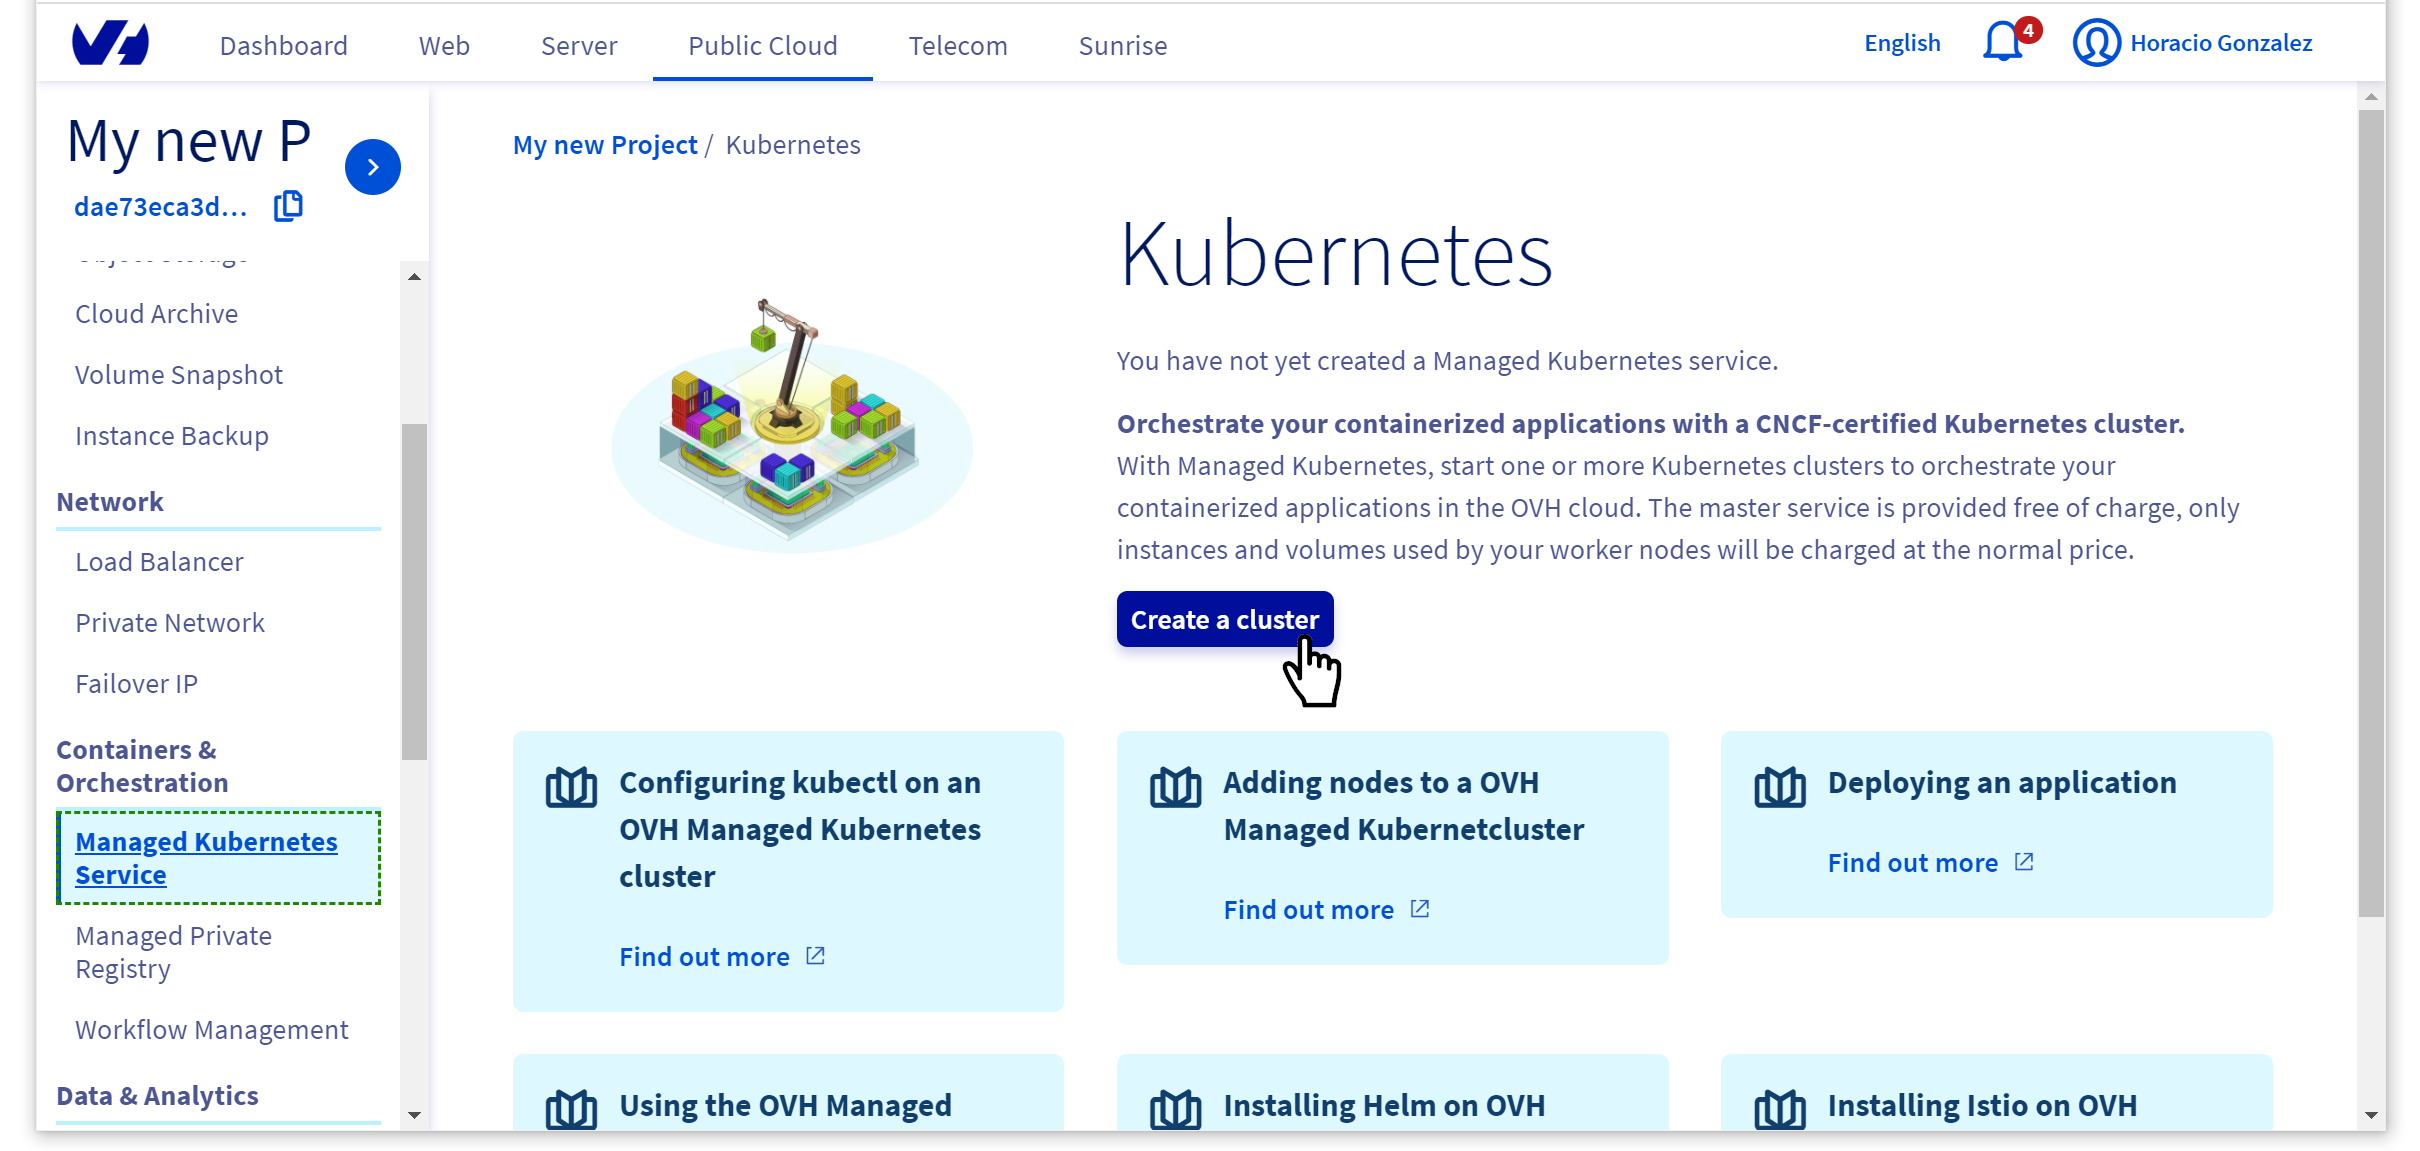 Dashboard
Web
Server
Public Cloud
Telecom
Sunrise
English
4
Horacio Gonzalez
My new P
dae73eca3d...
Object Storage
Cloud Archive
Volume Snapshot
Instance Backup
Network
Load Balancer
Private Network
Failover IP
Containers &
Orchestration
Managed Kubernetes
Service
Managed Private
Registry
Workflow Management
Data & Analytics
My new Project / Kubernetes
Kubernetes
You have not yet created a Managed Kubernetes service.
Orchestrate your containerized applications with a CNCF-certified Kubernetes cluster.
With Managed Kubernetes, start one or more Kubernetes clusters to orchestrate your
containerized applications in the OVH cloud. The master service is provided free of charge, only
instances and volumes used by your worker nodes will be charged at the normal price.
Create a cluster
Configuring kubectl on an
OVH Managed Kubernetes
cluster
Find out more
Adding nodes to a OVH
Managed Kubernetcluster
Find out more
Deploying an application
Find out more
Using the OVH Managed
Installing Helm on OVH
Installing Istio on OVH